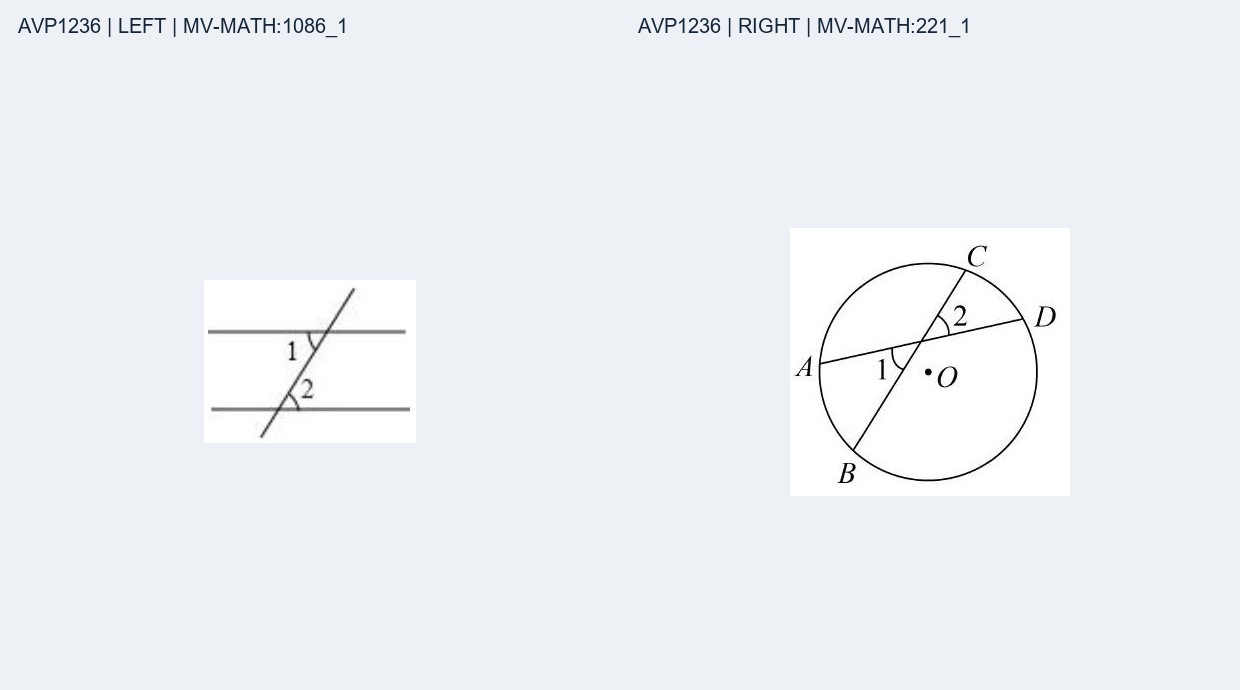 AVP1236 | LEFT | MV-MATH:1086_1
AVP1236 | RIGHT | MV-MATH:221_1
1
2
C
2
D
A
1
O
B